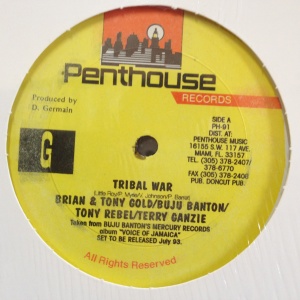 Penthouse
RECORDS
Produced by
D. Germain
SIDE A
PH-91
DIST. AT:
PENTHOUSE MUSIC
16155 S.W. 117 AVE.
MIAMI, FL. 33157
TEL. (305) 378-2407/
378-6770
FAX (305) 378-2400
PUB. DONCUT PUB.
G
TRIBAL WAR
BRIAN & TONY GOLD/BUJU BANTON/
TONY REBEL/TERRY GANZIE
Taken from BUJU BANTON'S MERCURY RECORDS
album "VOICE OF JAMAICA"
SET TO BE RELEASED July 93.
All Rights Reserved